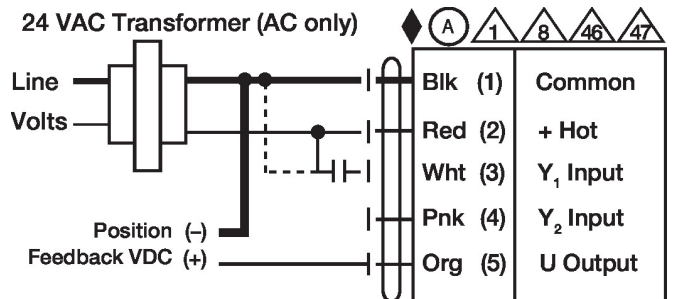 24 VAC Transformer (AC only)
A 1 8 46 47
Line
Volts
Blk (1) Common
Red (2) + Hot
Wht (3) Y1 Input
Pnk (4) Y2 Input
Position (–)
Feedback VDC (+)
Org (5) U Output